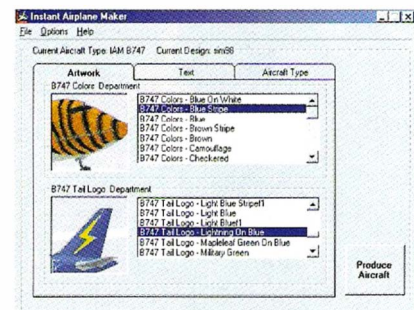 Instant Airplane Maker
File Options Help
Current Aircraft Type: IAM B747 Current Design: sim98
Artwork Text Aircraft Type
B747 Colors Department
B747 Colors - Blue On White
B747 Colors - Blue Stripe
B747 Colors - Blue
B747 Colors - Brown Stripe
B747 Colors - Brown
B747 Colors - Camouflage
B747 Colors - Checkered
B747 Tail Logo Department
B747 Tail Logo - Light Blue Stripef1
B747 Tail Logo - Light Blue
B747 Tail Logo - Light Bluef1
B747 Tail Logo - Lightning On Blue
B747 Tail Logo - Mapleleaf Green On Blue
B747 Tail Logo - Military Green
Produce
Aircraft